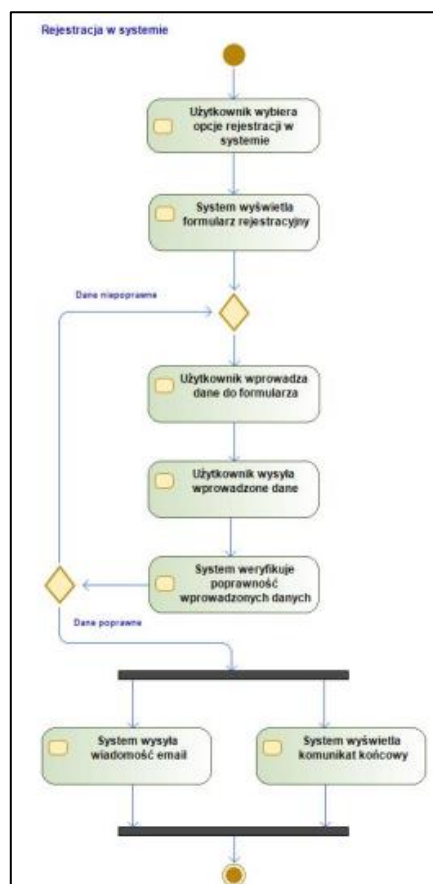 Rejestracja w systemie
Użytkownik wybiera
opcje rejestracji w
systemie
System wyświetla
formularz rejestracyjny
Dane niepoprawne
Użytkownik wprowadza
dane do formularza
Użytkownik wysyła
wprowadzone dane
System weryfikuje
poprawność
wprowadzonych danych
Dane poprawne
System wysyła
wiadomość email
System wyświetla
komunikat końcowy